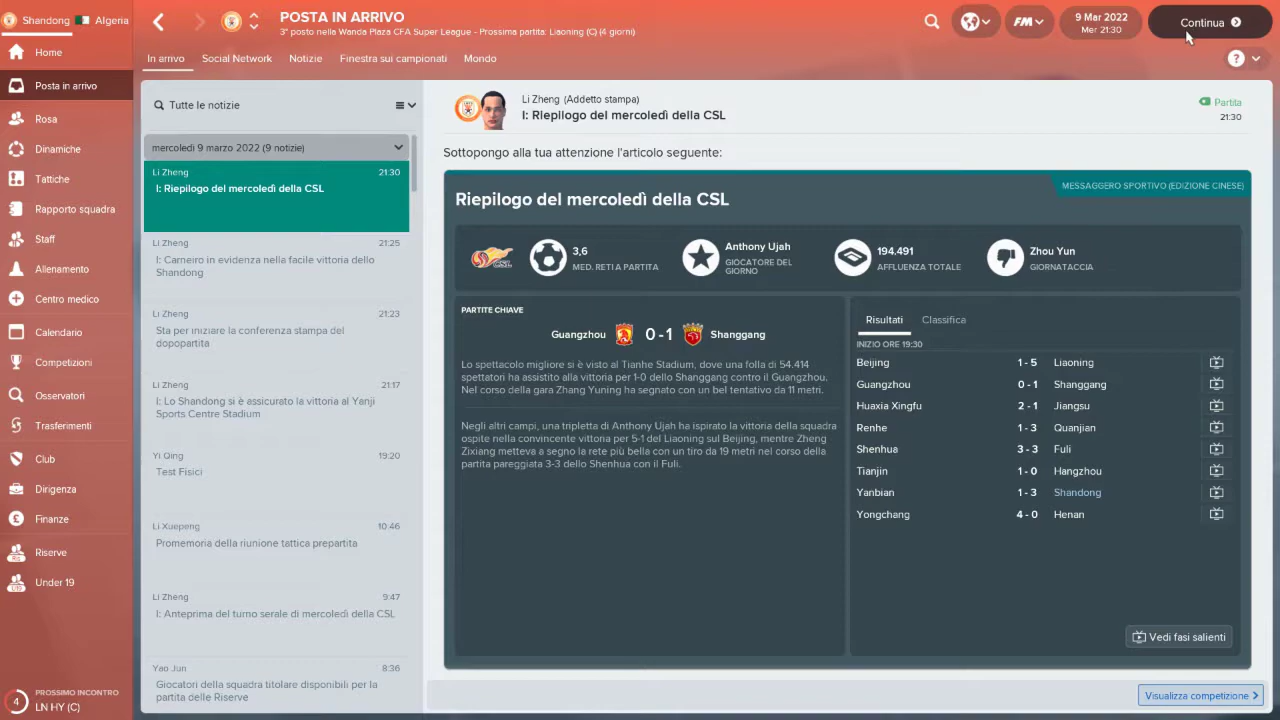 Shandong Algeria
POSTA IN ARRIVO
3° posto nella Wanda Plaza CFA Super League - Prossima partita: Liaoning (C) (4 giorni)
FM
9 Mar 2022
Mer 21:30
Continua
Home
Posta in arrivo
Rosa
Dinamiche
Tattiche
Rapporto squadra
Staff
Allenamento
Centro medico
Calendario
Competizioni
Osservatori
Trasferimenti
Club
Dirigenza
Finanze
Riserve
Under 19
4
PROSSIMO INCONTRO
LN HY (C)
In arrivo
Social Network
Notizie
Finestra sui campionati
Mondo
?
Tutte le notizie
mercoledì 9 marzo 2022 (9 notizie)
Li Zheng 21:30
I: Riepilogo del mercoledì della CSL
Li Zheng 21:25
I: Carneiro in evidenza nella facile vittoria dello
Shandong
Li Zheng 21:23
Sta per iniziare la conferenza stampa del
dopopartita
Li Zheng 21:17
I: Lo Shandong si è assicurato la vittoria al Yanji
Sports Centre Stadium
Yi Qing 19:20
Test Fisici
Li Xuepeng 10:46
Promemoria della riunione tattica prepartita
Li Zheng 9:47
I: Anteprima del turno serale di mercoledì della CSL
Yao Jun 8:36
Giocatori della squadra titolare disponibili per la
partita delle Riserve
Li Zheng (Addetto stampa)
I: Riepilogo del mercoledì della CSL
Partita
21:30
Sottopongo alla tua attenzione l'articolo seguente:
MESSAGGERO SPORTIVO (EDIZIONE CINESE)
Riepilogo del mercoledì della CSL
3,6
MED. RETI A PARTITA
Anthony Ujah
GIOCATORE DEL
GIORNO
194.491
AFFLUENZA TOTALE
Zhou Yun
GIORNATACCIA
PARTITE CHIAVE
Guangzhou 0-1 Shanggang
Lo spettacolo migliore si è visto al Tianhe Stadium, dove una folla di 54.414
spettatori ha assistito alla vittoria per 1-0 dello Shanggang contro il Guangzhou.
Nel corso della gara Zhang Yuning ha segnato con un bel tentativo da 11 metri.
Negli altri campi, una tripletta di Anthony Ujah ha ispirato la vittoria della squadra
ospite nella convincente vittoria per 5-1 del Liaoning sul Beijing, mentre Zheng
Zixiang metteva a segno la rete più bella con un tiro da 19 metri nel corso della
partita pareggiata 3-3 dello Shenhua con il Fuli.
Risultati Classifica
INIZIO ORE 19:30
Beijing 1 - 5 Liaoning
Guangzhou 0 - 1 Shanggang
Huaxia Xingfu 2 - 1 Jiangsu
Renhe 1 - 3 Quanjian
Shenhua 3 - 3 Fuli
Tianjin 1 - 0 Hangzhou
Yanbian 1 - 3 Shandong
Yongchang 4 - 0 Henan
Vedi fasi salienti
Visualizza competizione